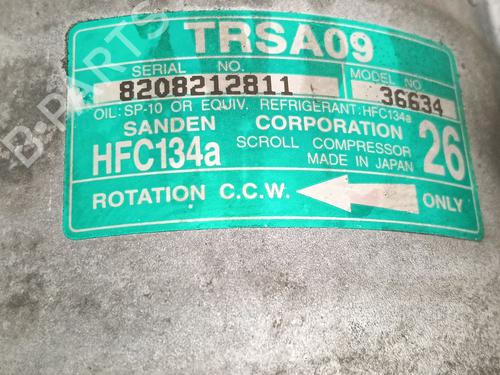 TRSA09
SERIAL NO. MODEL NO.
8208212811 36634
OIL: SP-10 OR EQUIV. REFRIGERANT: HFC134a
SANDEN CORPORATION
HFC134a SCROLL COMPRESSOR 26
MADE IN JAPAN
ROTATION C.C.W. ONLY
B-PARTS